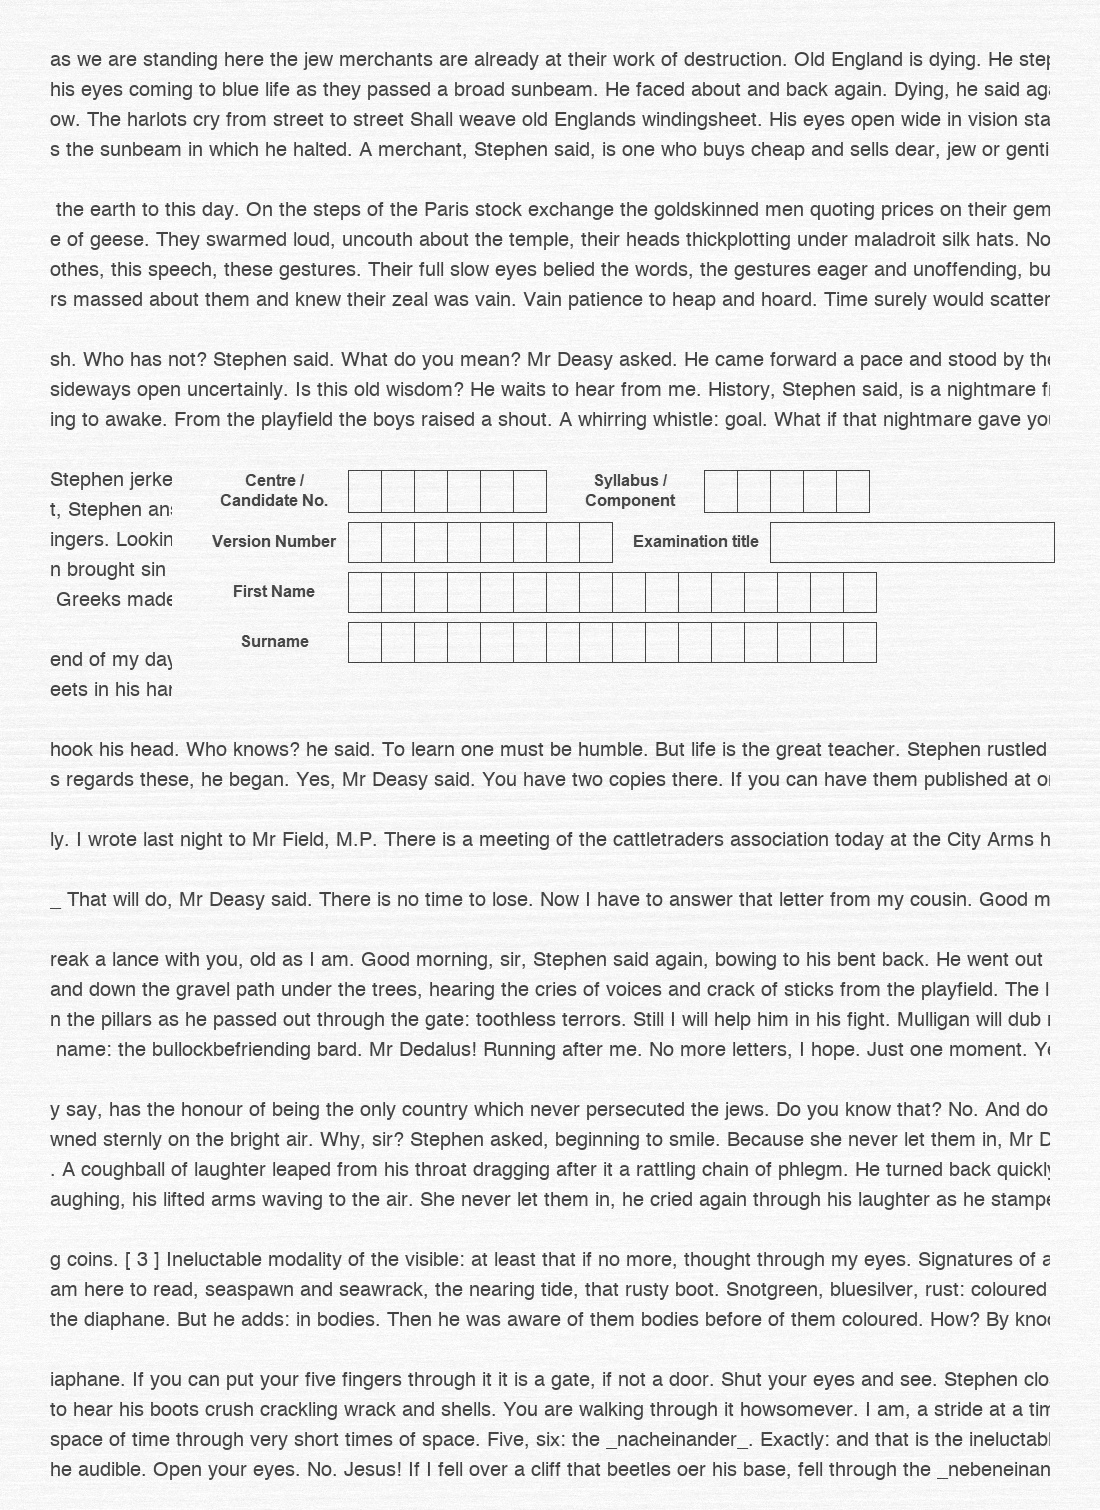 as we are standing here the jew merchants are already at their work of destruction. Old England is dying. He step
his eyes coming to blue life as they passed a broad sunbeam. He faced about and back again. Dying, he said aga
ow. The harlots cry from street to street Shall weave old Englands windingsheet. His eyes open wide in vision sta
s the sunbeam in which he halted. A merchant, Stephen said, is one who buys cheap and sells dear, jew or genti
the earth to this day. On the steps of the Paris stock exchange the goldskinned men quoting prices on their gem
e of geese. They swarmed loud, uncouth about the temple, their heads thickplotting under maladroit silk hats. No
othes, this speech, these gestures. Their full slow eyes belied the words, the gestures eager and unoffending, bu
rs massed about them and knew their zeal was vain. Vain patience to heap and hoard. Time surely would scatter
sh. Who has not? Stephen said. What do you mean? Mr Deasy asked. He came forward a pace and stood by the
sideways open uncertainly. Is this old wisdom? He waits to hear from me. History, Stephen said, is a nightmare f
ing to awake. From the playfield the boys raised a shout. A whirring whistle: goal. What if that nightmare gave you
Stephen jerke
t, Stephen ans
ingers. Lookin
n brought sin
Greeks made
end of my day
eets in his han
Centre / Candidate No.
Syllabus / Component
Version Number
Examination title
First Name
Surname
hook his head. Who knows? he said. To learn one must be humble. But life is the great teacher. Stephen rustled
s regards these, he began. Yes, Mr Deasy said. You have two copies there. If you can have them published at o
ly. I wrote last night to Mr Field, M.P. There is a meeting of the cattletraders association today at the City Arms h
_ That will do, Mr Deasy said. There is no time to lose. Now I have to answer that letter from my cousin. Good m
reak a lance with you, old as I am. Good morning, sir, Stephen said again, bowing to his bent back. He went out
and down the gravel path under the trees, hearing the cries of voices and crack of sticks from the playfield. The l
n the pillars as he passed out through the gate: toothless terrors. Still I will help him in his fight. Mulligan will dub
name: the bullockbefriending bard. Mr Dedalus! Running after me. No more letters, I hope. Just one moment. Ye
y say, has the honour of being the only country which never persecuted the jews. Do you know that? No. And do
wned sternly on the bright air. Why, sir? Stephen asked, beginning to smile. Because she never let them in, Mr D
. A coughball of laughter leaped from his throat dragging after it a rattling chain of phlegm. He turned back quickly
aughing, his lifted arms waving to the air. She never let them in, he cried again through his laughter as he stampe
g coins. [ 3 ] Ineluctable modality of the visible: at least that if no more, thought through my eyes. Signatures of a
am here to read, seaspawn and seawrack, the nearing tide, that rusty boot. Snotgreen, bluesilver, rust: coloured
the diaphane. But he adds: in bodies. Then he was aware of them bodies before of them coloured. How? By knoc
iaphane. If you can put your five fingers through it it is a gate, if not a door. Shut your eyes and see. Stephen clo
to hear his boots crush crackling wrack and shells. You are walking through it howsomever. I am, a stride at a tim
space of time through very short times of space. Five, six: the _nacheinander_. Exactly: and that is the ineluctabl
he audible. Open your eyes. No. Jesus! If I fell over a cliff that beetles oer his base, fell through the _nebeneinan